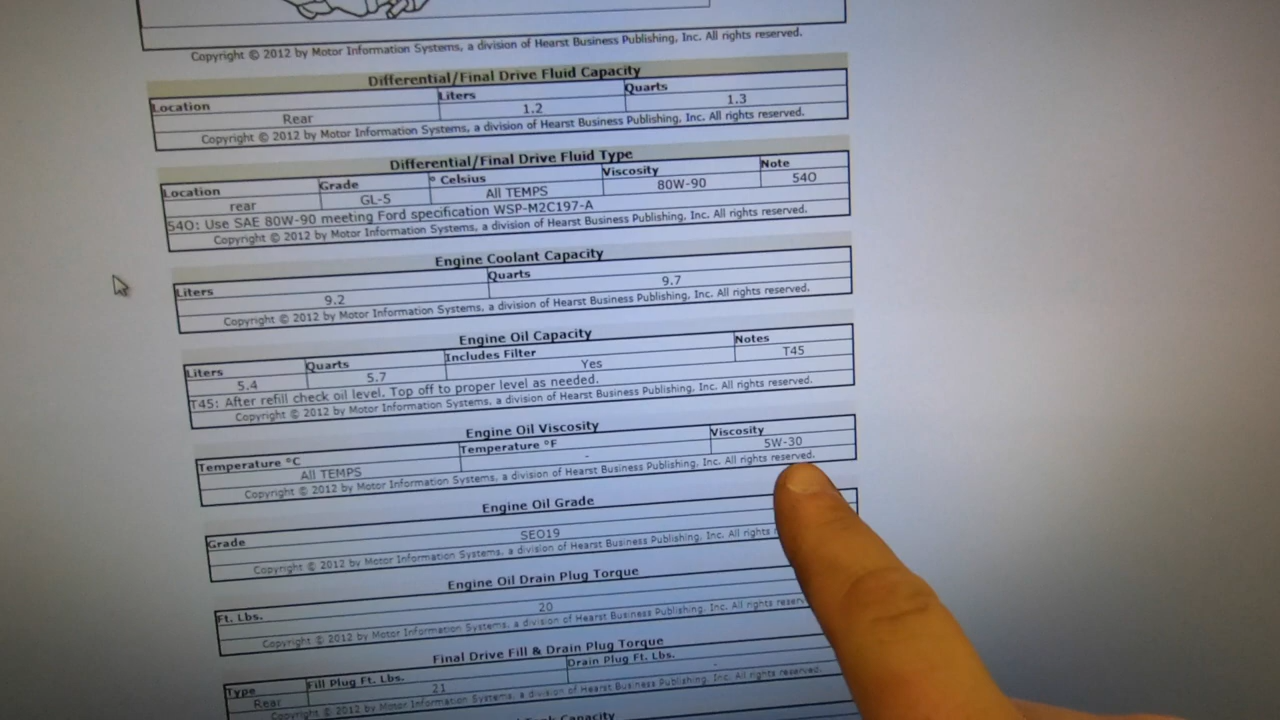 Copyright © 2012 by Motor Information Systems, a division of Hearst Business Publishing, Inc. All rights reserved.
Differential/Final Drive Fluid Capacity
Location Liters Quarts
Rear 1.2 1.3
Copyright © 2012 by Motor Information Systems, a division of Hearst Business Publishing, Inc. All rights reserved.
Differential/Final Drive Fluid Type
Location Grade ° Celsius Viscosity Note
rear GL-5 All TEMPS 80W-90 54O
54O: Use SAE 80W-90 meeting Ford specification WSP-M2C197-A
Copyright © 2012 by Motor Information Systems, a division of Hearst Business Publishing, Inc. All rights reserved.
Engine Coolant Capacity
Liters Quarts
9.2 9.7
Copyright © 2012 by Motor Information Systems, a division of Hearst Business Publishing, Inc. All rights reserved.
Engine Oil Capacity
Liters Quarts Includes Filter Notes
5.4 5.7 Yes T45
T45: After refill check oil level. Top off to proper level as needed.
Copyright © 2012 by Motor Information Systems, a division of Hearst Business Publishing, Inc. All rights reserved.
Engine Oil Viscosity
Temperature °C Temperature °F Viscosity
All TEMPS - 5W-30
Copyright © 2012 by Motor Information Systems, a division of Hearst Business Publishing, Inc. All rights reserved.
Engine Oil Grade
Grade
SEO19
Copyright © 2012 by Motor Information Systems, a division of Hearst Business Publishing, Inc. All rights
Engine Oil Drain Plug Torque
Ft. Lbs.
20
Copyright © 2012 by Motor Information Systems, a division of Hearst Business Publishing, Inc. All rights
Final Drive Fill & Drain Plug Torque
Type Fill Plug Ft. Lbs. Drain Plug Ft. Lbs.
Rear 21 -
Copyright © 2012 by Motor Information Systems, a division of Hearst Business Publishing, Inc. All rights reserved.
Capacity